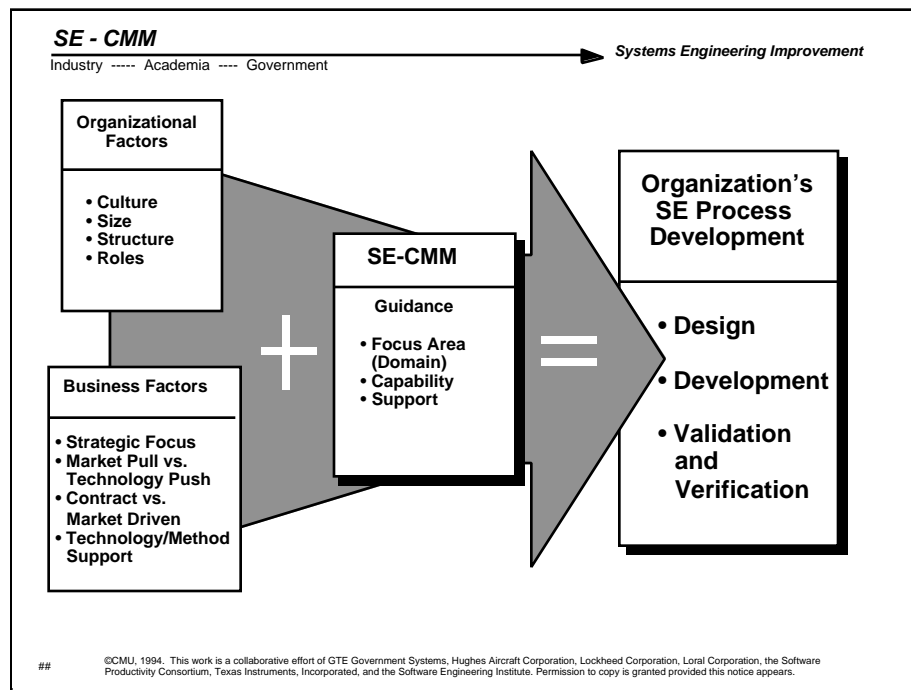 SE - CMM
Systems Engineering Improvement
Industry ----- Academia ---- Government
Organizational
Factors
• Culture
• Size
• Structure
• Roles
Business Factors
• Strategic Focus
• Market Pull vs.
Technology Push
• Contract vs.
Market Driven
• Technology/Method
Support
+
SE-CMM
Guidance
• Focus Area
(Domain)
• Capability
• Support
=
Organization's
SE Process
Development
• Design
• Development
• Validation
and
Verification
##
©CMU, 1994. This work is a collaborative effort of GTE Government Systems, Hughes Aircraft Corporation, Lockheed Corporation, Loral Corporation, the Software
Productivity Consortium, Texas Instruments, Incorporated, and the Software Engineering Institute. Permission to copy is granted provided this notice appears.